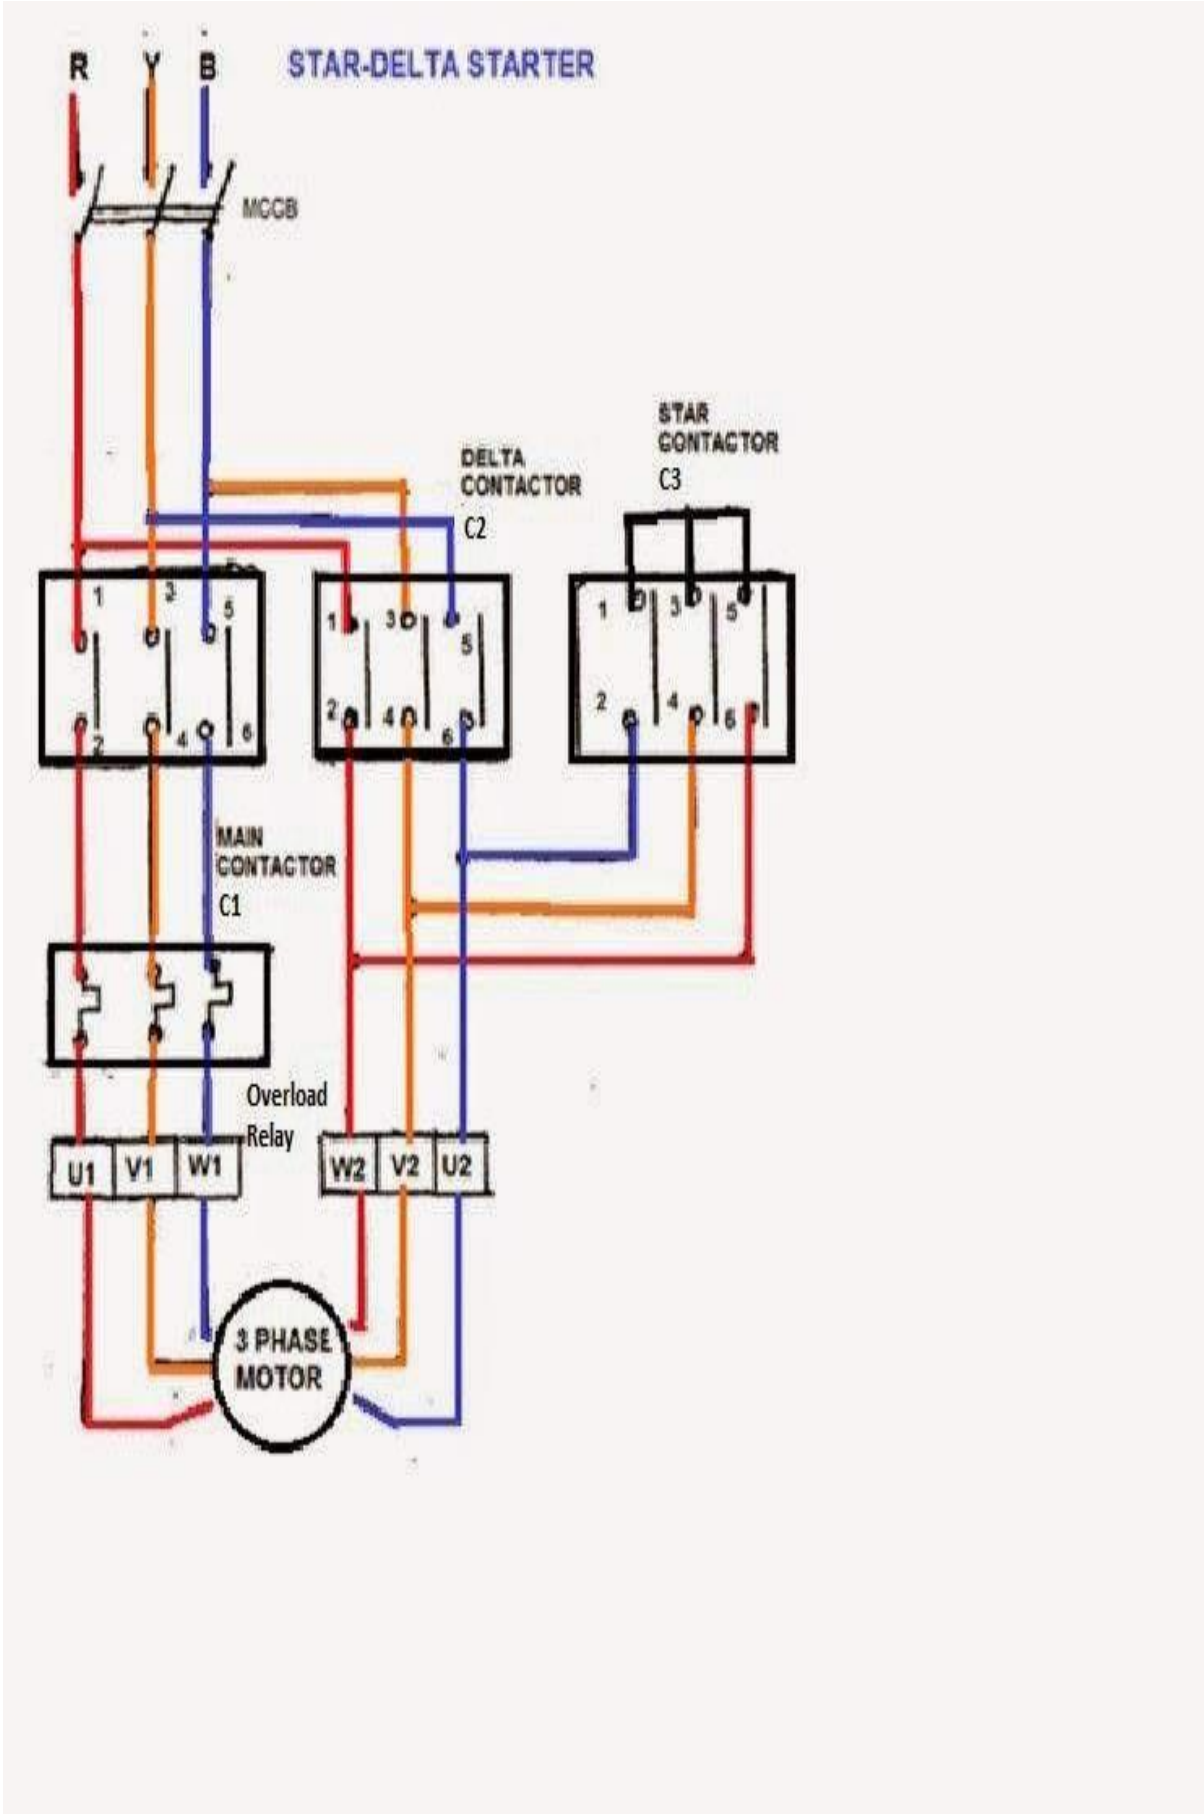 R Y B STAR-DELTA STARTER
MCCB
STAR
CONTACTOR
C3
DELTA
CONTACTOR
C2
1 3 5
2 4 6
1 3 5
2 4 6
1 3 5
2 4 6
MAIN
CONTACTOR
C1
Overload
Relay
U1 V1 W1
W2 V2 U2
3 PHASE
MOTOR